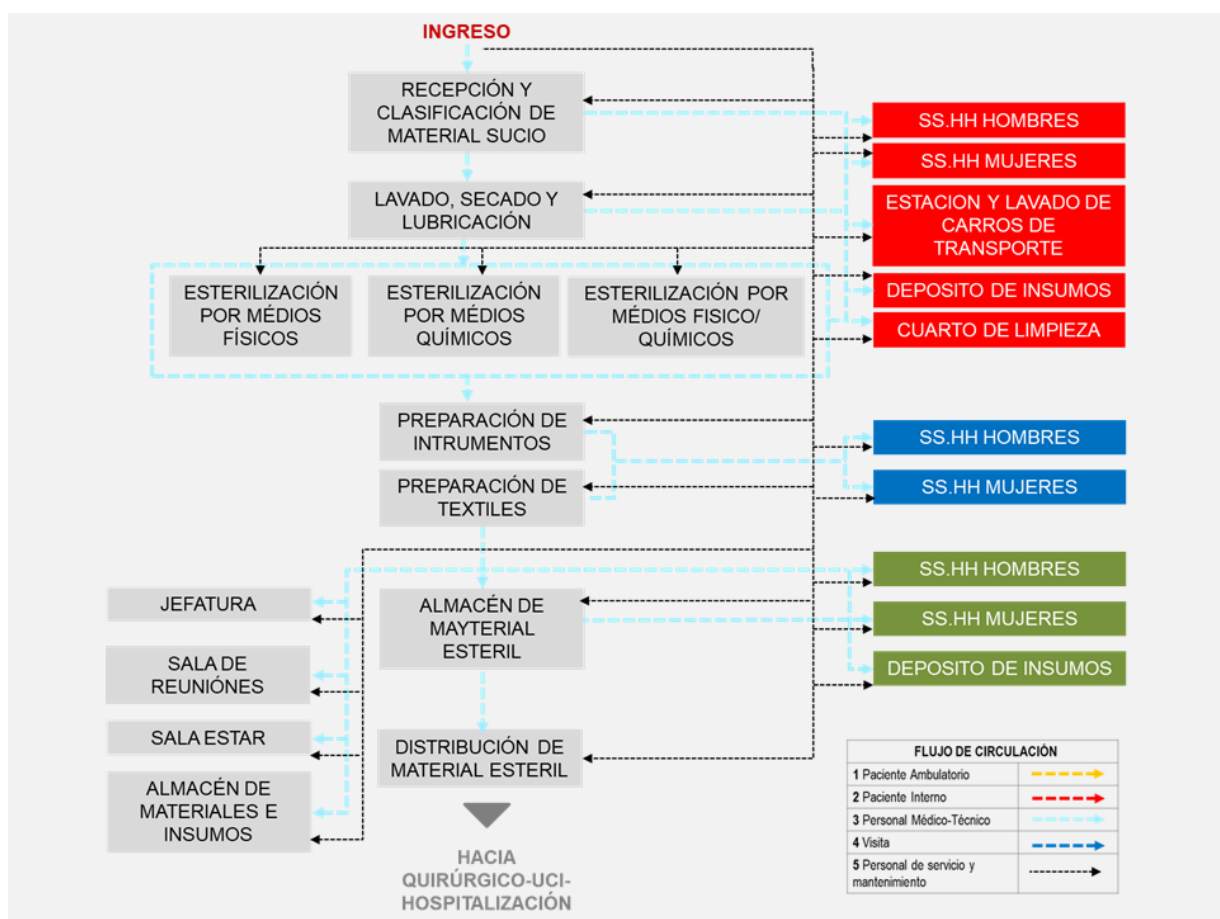 INGRESO
RECEPCIÓN Y
CLASIFICACIÓN DE
MATERIAL SUCIO
LAVADO, SECADO Y
LUBRICACIÓN
ESTERILIZACIÓN
POR MÉDIOS
FÍSICOS
ESTERILIZACIÓN
POR MÉDIOS
QUÍMICOS
ESTERILIZACIÓN POR
MÉDIOS FISICO/
QUÍMICOS
PREPARACIÓN DE
INTRUMENTOS
PREPARACIÓN DE
TEXTILES
ALMACÉN DE
MAYTERIAL
ESTERIL
DISTRIBUCIÓN DE
MATERIAL ESTERIL
HACIA
QUIRÚRGICO-UCI-
HOSPITALIZACIÓN
JEFATURA
SALA DE
REUNIÓNES
SALA ESTAR
ALMACÉN DE
MATERIALES E
INSUMOS
SS.HH HOMBRES
SS.HH MUJERES
ESTACION Y LAVADO DE
CARROS DE
TRANSPORTE
DEPOSITO DE INSUMOS
CUARTO DE LIMPIEZA
SS.HH HOMBRES
SS.HH MUJERES
SS.HH HOMBRES
SS.HH MUJERES
DEPOSITO DE INSUMOS
FLUJO DE CIRCULACIÓN
1 Paciente Ambulatorio
2 Paciente Interno
3 Personal Médico-Técnico
4 Visita
5 Personal de servicio y
mantenimiento